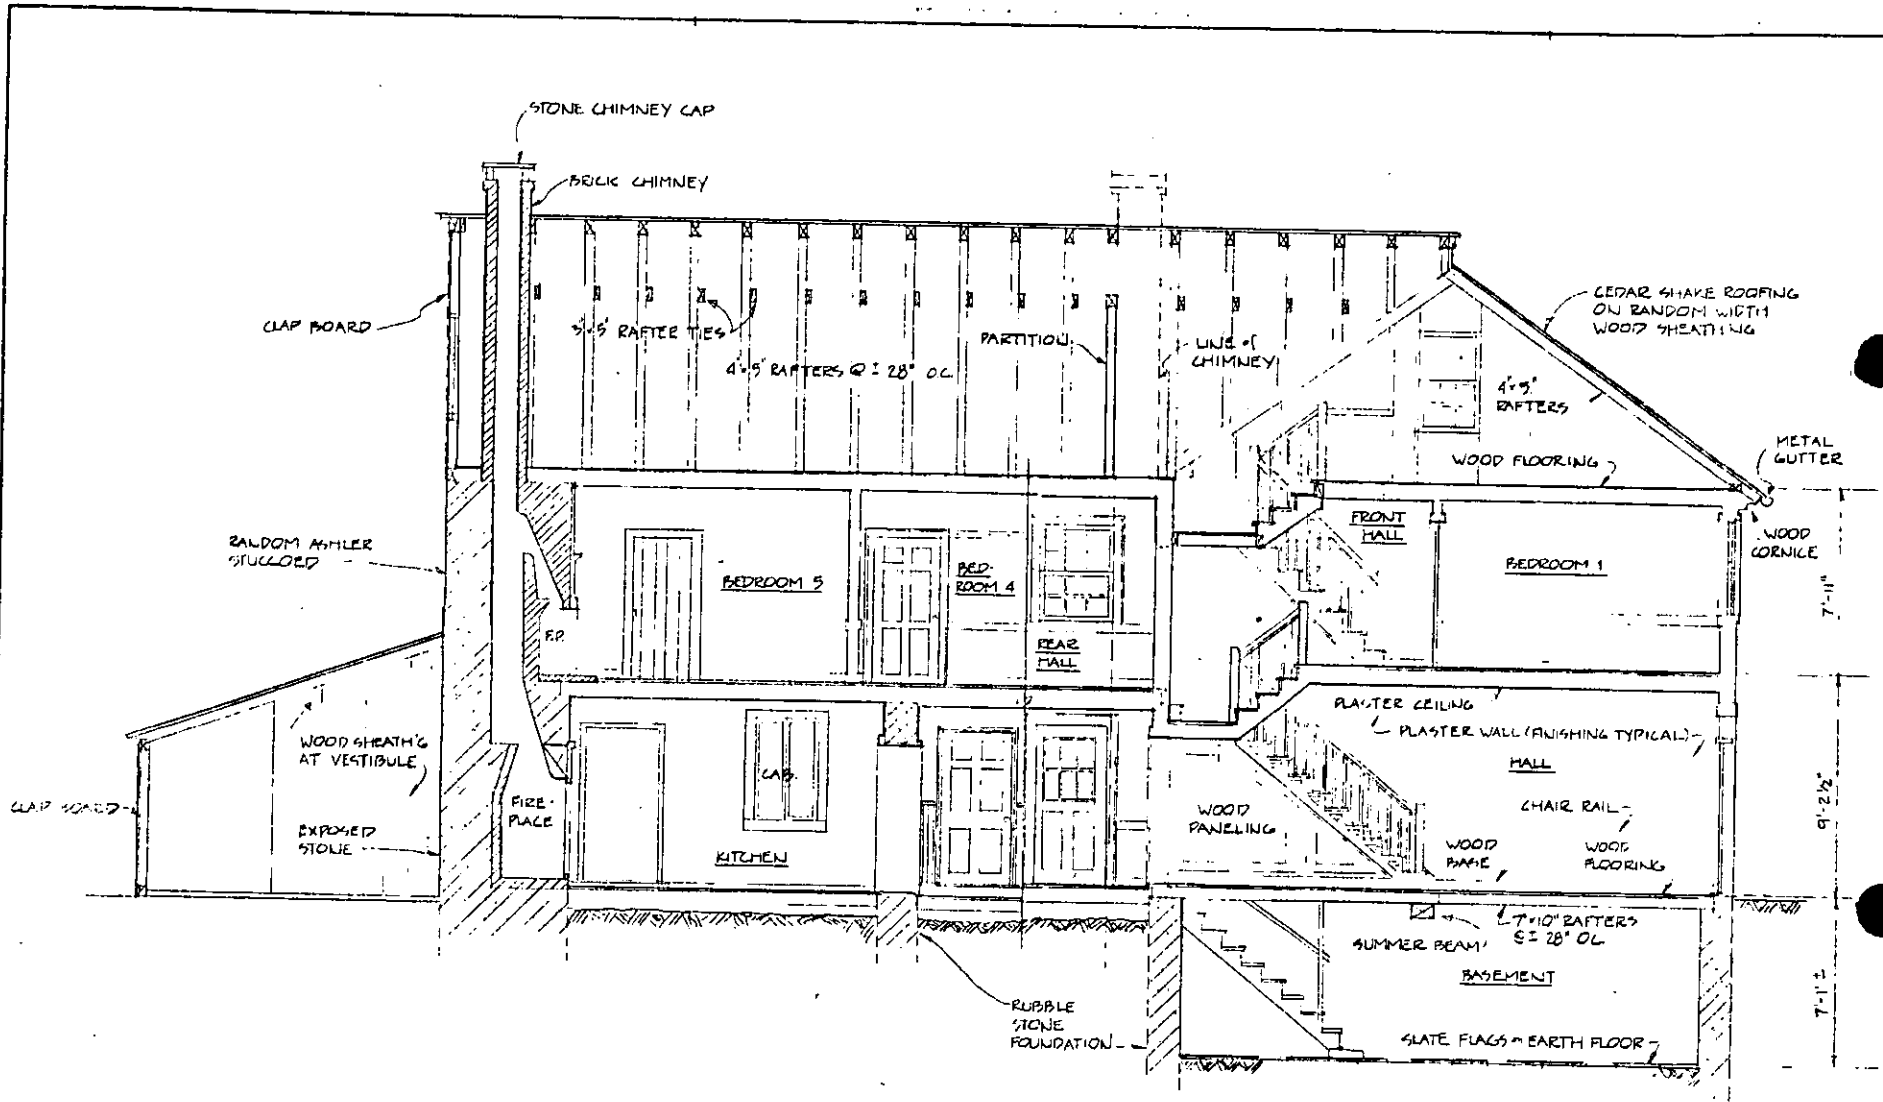 STONE CHIMNEY CAP
BRICK CHIMNEY
CLAP BOARD
3"×5" RAFTER TIES
4"×5" RAFTERS @ ± 28" O.C.
PARTITION
LINE of
CHIMNEY
CEDAR SHAKE ROOFING
ON RANDOM WIDTH
WOOD SHEATHING
4"×5"
RAFTERS
METAL
GUTTER
WOOD FLOORING
WOOD
CORNICE
RANDOM ASHLER
STUCCOED
BEDROOM 5
BED-
ROOM 4
REAR
HALL
FRONT
HALL
BEDROOM 1
F.P.
7'-11"
PLASTER CEILING
PLASTER WALL (FINISHING TYPICAL)
HALL
CHAIR RAIL
WOOD SHEATH'G
AT VESTIBULE
CLAP BOARD
EXPOSED
STONE
FIRE-
PLACE
CAB.
KITCHEN
WOOD
PANELING
WOOD
BASE
WOOD
FLOORING
9'-2½"
7"×10" RAFTERS
@ ± 28" OC
SUMMER BEAM
BASEMENT
RUBBLE
STONE
FOUNDATION
SLATE FLAGS on EARTH FLOOR
7'-1" ±